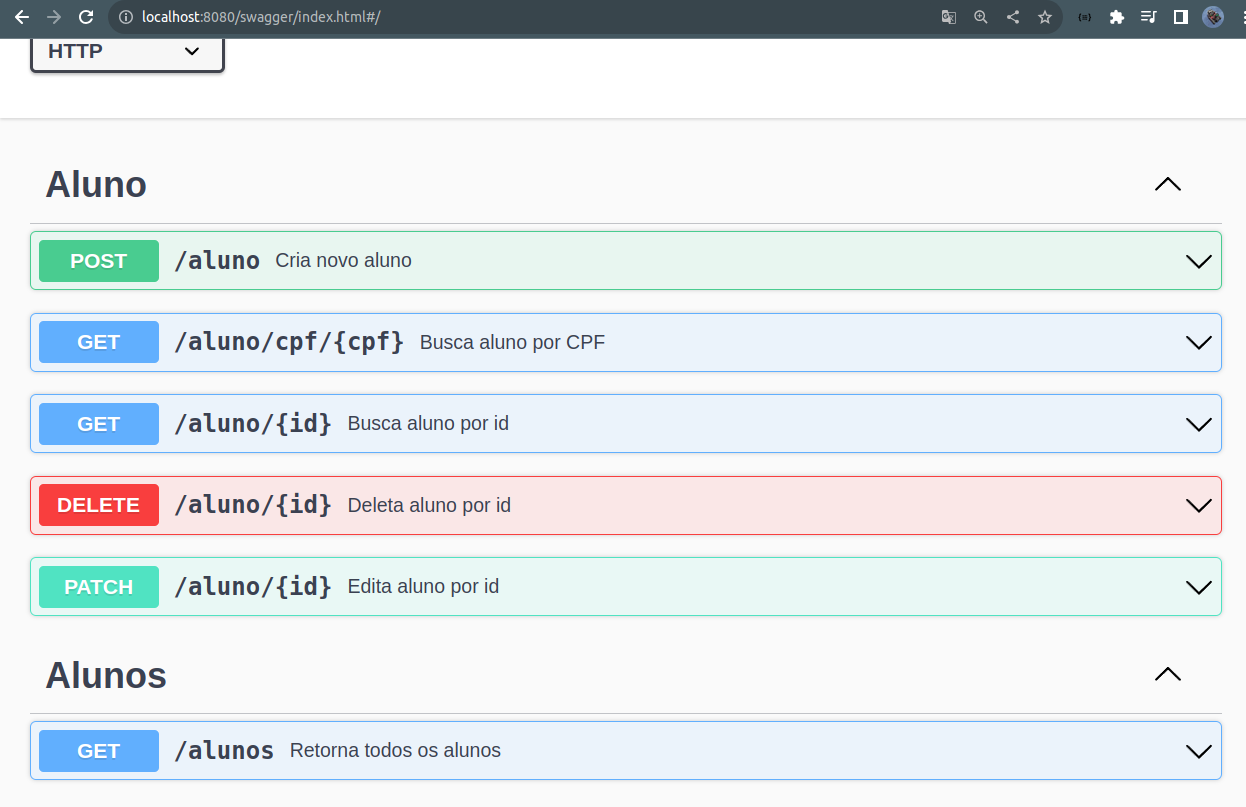 localhost:8080/swagger/index.html#/
HTTP
Aluno
POST /aluno Cria novo aluno
GET /aluno/cpf/{cpf} Busca aluno por CPF
GET /aluno/{id} Busca aluno por id
DELETE /aluno/{id} Deleta aluno por id
PATCH /aluno/{id} Edita aluno por id
Alunos
GET /alunos Retorna todos os alunos